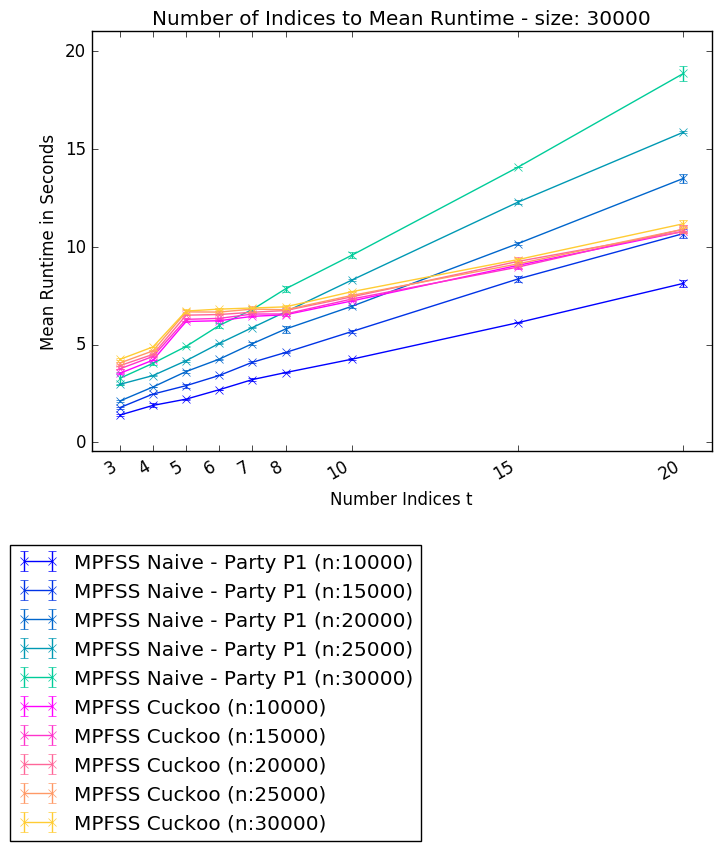 Number of Indices to Mean Runtime - size: 30000
20
15
10
5
0
Mean Runtime in Seconds
3 4 5 6 7 8 10 15 20
Number Indices t
MPFSS Naive - Party P1 (n:10000)
MPFSS Naive - Party P1 (n:15000)
MPFSS Naive - Party P1 (n:20000)
MPFSS Naive - Party P1 (n:25000)
MPFSS Naive - Party P1 (n:30000)
MPFSS Cuckoo (n:10000)
MPFSS Cuckoo (n:15000)
MPFSS Cuckoo (n:20000)
MPFSS Cuckoo (n:25000)
MPFSS Cuckoo (n:30000)